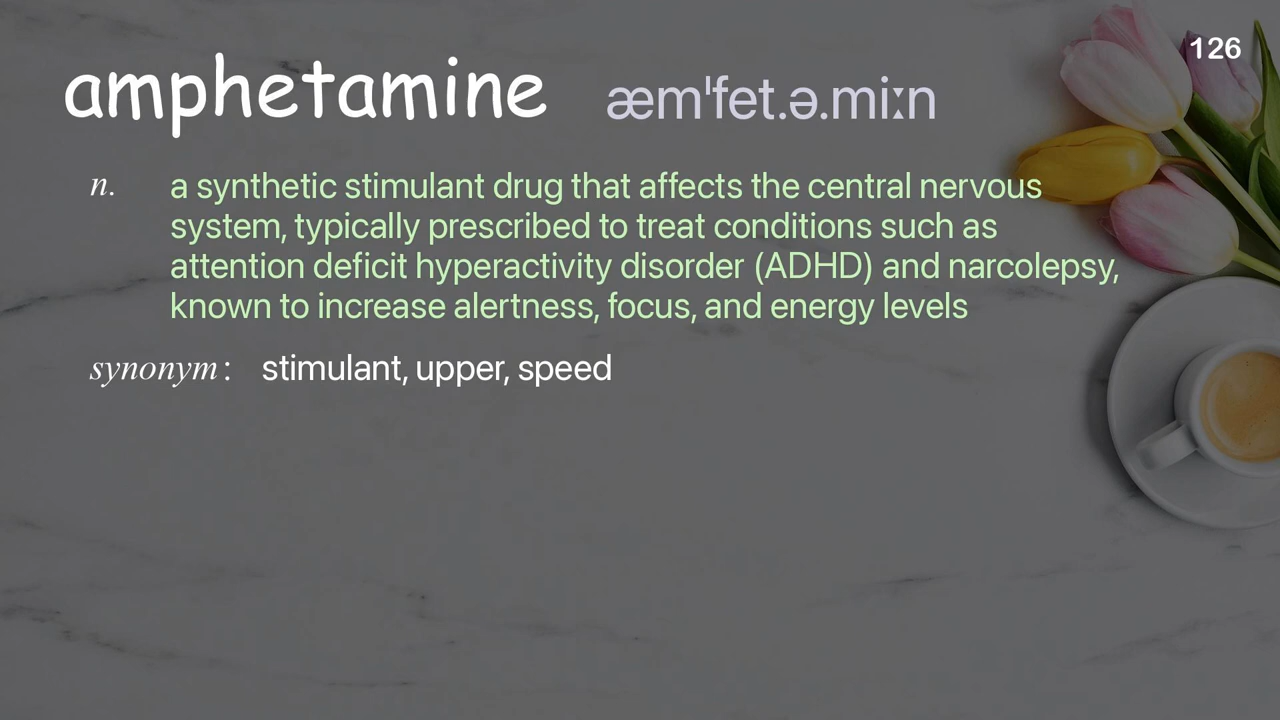 126
amphetamine æmˈfet.ə.miːn
n. a synthetic stimulant drug that affects the central nervous
system, typically prescribed to treat conditions such as
attention deficit hyperactivity disorder (ADHD) and narcolepsy,
known to increase alertness, focus, and energy levels
synonym: stimulant, upper, speed